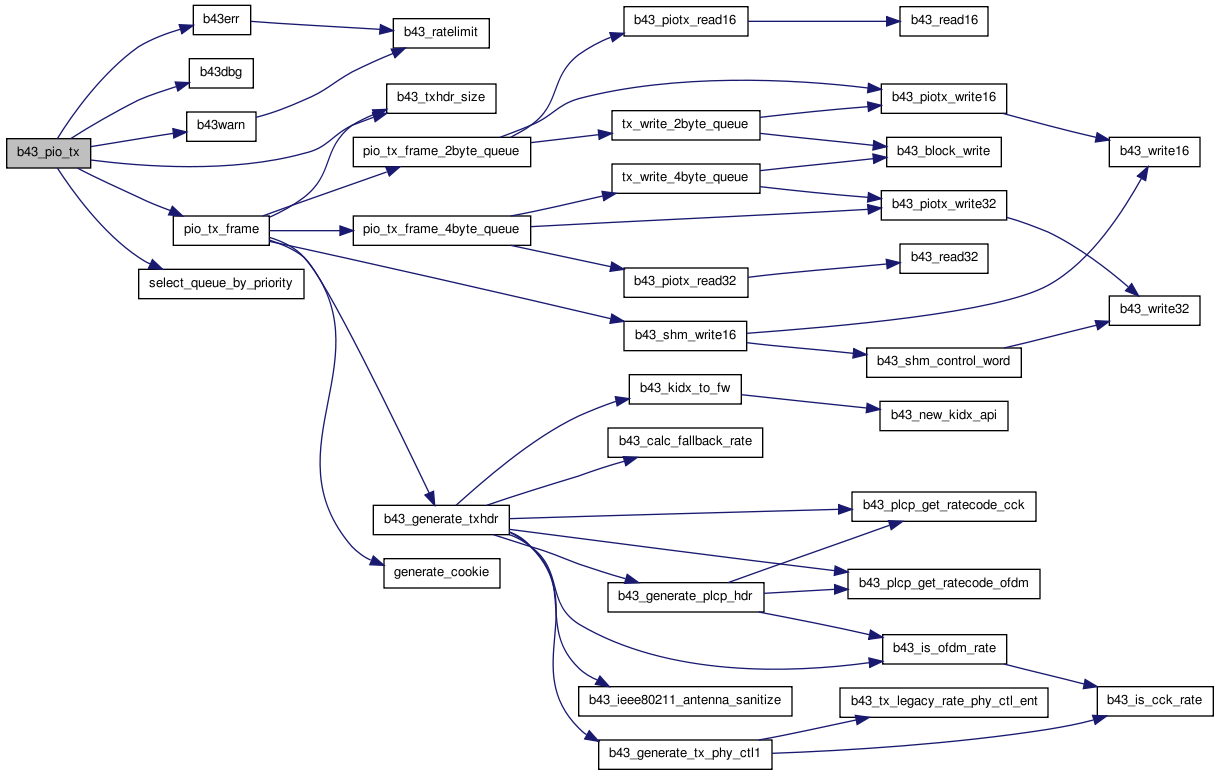 b43_pio_tx
b43err
b43dbg
b43warn
pio_tx_frame
select_queue_by_priority
b43_ratelimit
b43_txhdr_size
pio_tx_frame_2byte_queue
pio_tx_frame_4byte_queue
b43_generate_txhdr
generate_cookie
b43_piotx_read16
tx_write_2byte_queue
tx_write_4byte_queue
b43_piotx_read32
b43_shm_write16
b43_kidx_to_fw
b43_calc_fallback_rate
b43_generate_plcp_hdr
b43_ieee80211_antenna_sanitize
b43_generate_tx_phy_ctl1
b43_read16
b43_piotx_write16
b43_block_write
b43_piotx_write32
b43_read32
b43_shm_control_word
b43_new_kidx_api
b43_plcp_get_ratecode_cck
b43_plcp_get_ratecode_ofdm
b43_is_ofdm_rate
b43_tx_legacy_rate_phy_ctl_ent
b43_write16
b43_write32
b43_is_cck_rate